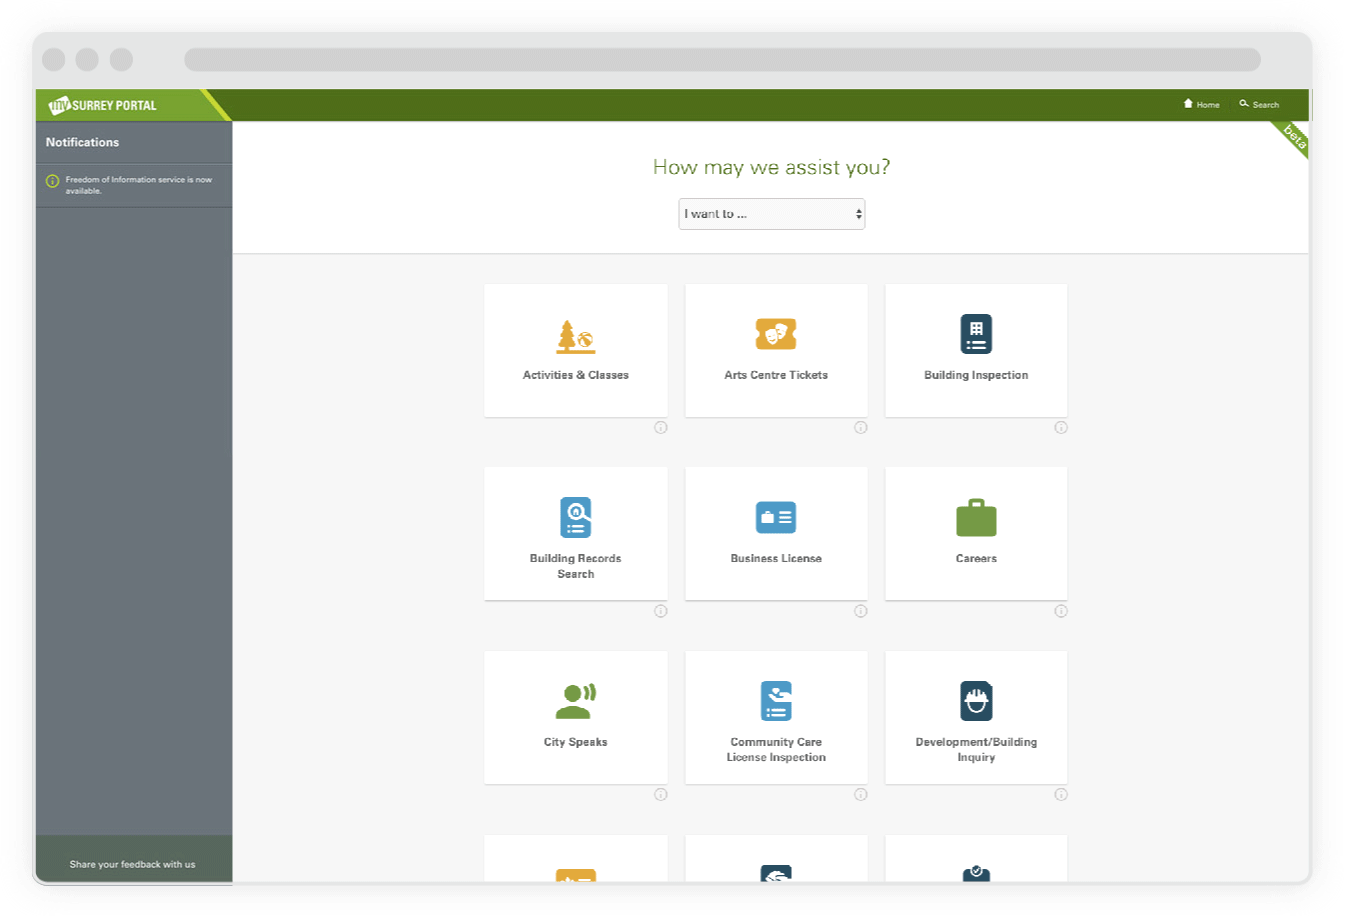 my SURREY PORTAL
Home
Search
beta
Notifications
Freedom of Information service is now
available.
How may we assist you?
I want to ...
Activities & Classes
Arts Centre Tickets
Building Inspection
Building Records
Search
Business License
Careers
City Speaks
Community Care
License Inspection
Development/Building
Inquiry
Share your feedback with us